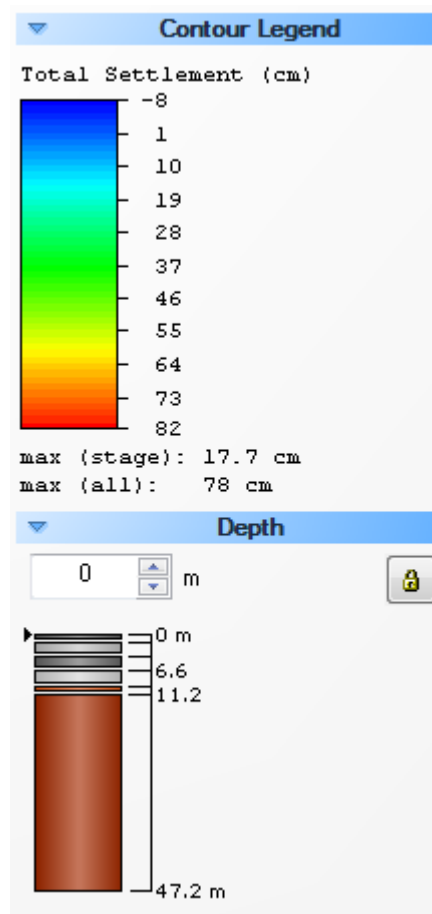 Contour Legend
Total Settlement (cm)
-8
1
10
19
28
37
46
55
64
73
82
max (stage): 17.7 cm
max (all): 78 cm
Depth
0 m
0 m
6.6
11.2
47.2 m